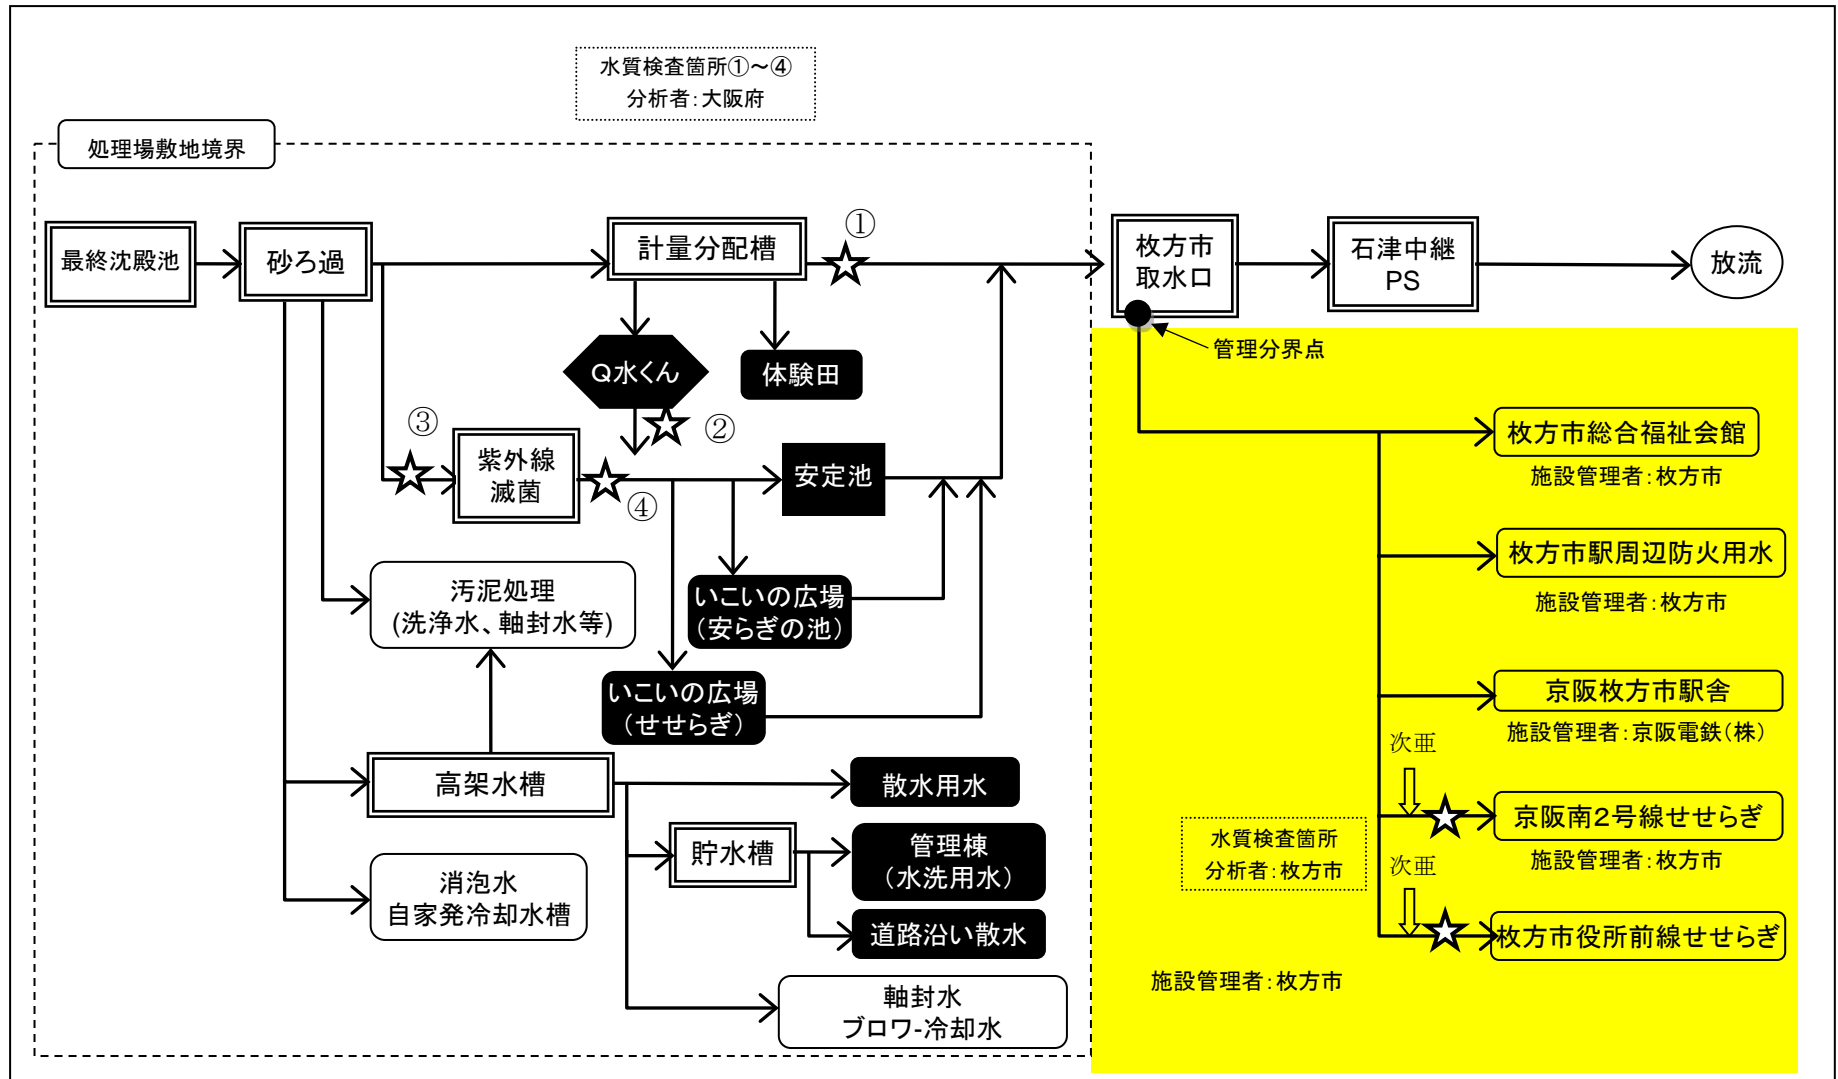 水質検査箇所①～④
分析者：大阪府
処理場敷地境界
最終沈殿池
砂ろ過
計量分配槽
①
枚方市
取水口
石津中継
PS
放流
管理分界点
Q水くん
体験田
③
②
紫外線
滅菌
④
安定池
枚方市総合福祉会館
施設管理者：枚方市
枚方市駅周辺防火用水
施設管理者：枚方市
汚泥処理
(洗浄水、軸封水等)
いこいの広場
（安らぎの池）
いこいの広場
（せせらぎ）
京阪枚方市駅舎
施設管理者：京阪電鉄（株）
次亜
高架水槽
散水用水
京阪南２号線せせらぎ
施設管理者：枚方市
水質検査箇所
分析者：枚方市
貯水槽
管理棟
（水洗用水）
次亜
消泡水
自家発冷却水槽
道路沿い散水
枚方市役所前線せせらぎ
施設管理者：枚方市
軸封水
ブロワ-冷却水